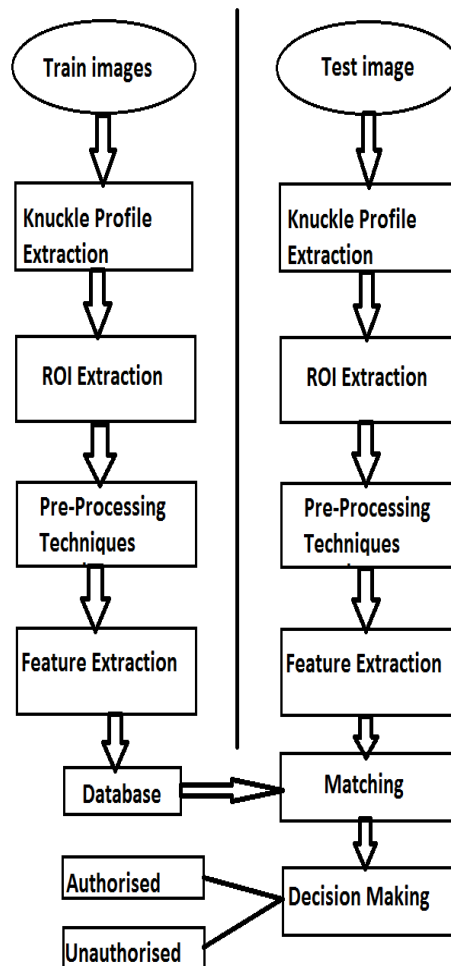 Train images
Knuckle Profile
Extraction
ROI Extraction
Pre-Processing
Techniques
Feature Extraction
Database
Test image
Knuckle Profile
Extraction
ROI Extraction
Pre-Processing
Techniques
Feature Extraction
Matching
Decision Making
Authorised
Unauthorised